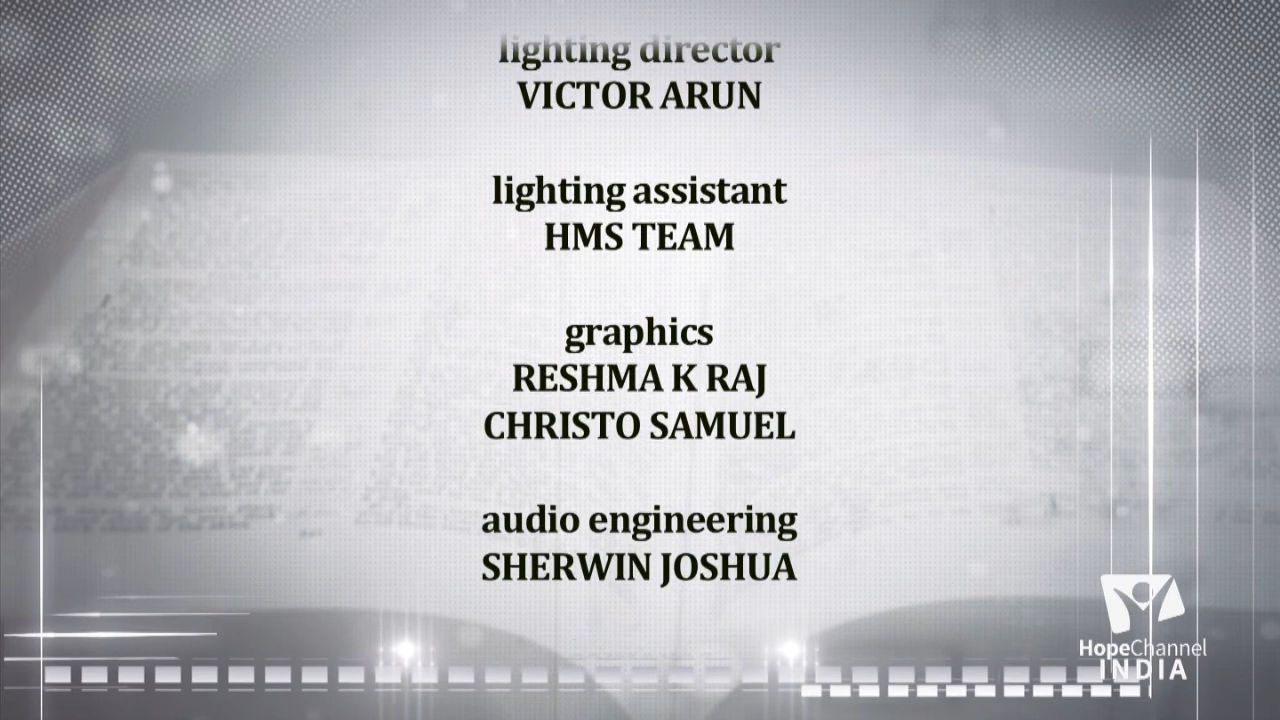 lighting director
VICTOR ARUN
lighting assistant
HMS TEAM
graphics
RESHMA K RAJ
CHRISTO SAMUEL
audio engineering
SHERWIN JOSHUA
HopeChannel
INDIA